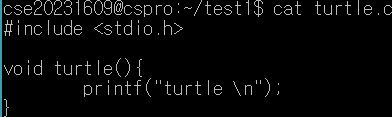 cse20231609@cspro:~/test1$ cat turtle.c
#include <stdio.h>
void turtle(){
        printf("turtle \n");
}